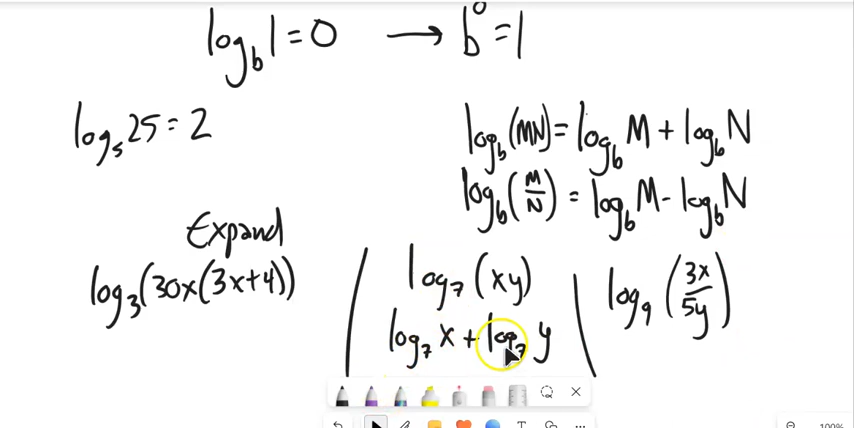 log_b 1 = 0 → b^0 = 1
log_5 25 = 2
log_b(MN) = log_b M + log_b N
log_b(M/N) = log_b M - log_b N
Expand
log_3(30x(3x+4))
log_7(xy)
log_7 x + log_7 y
log_9(3x/5y)
100%